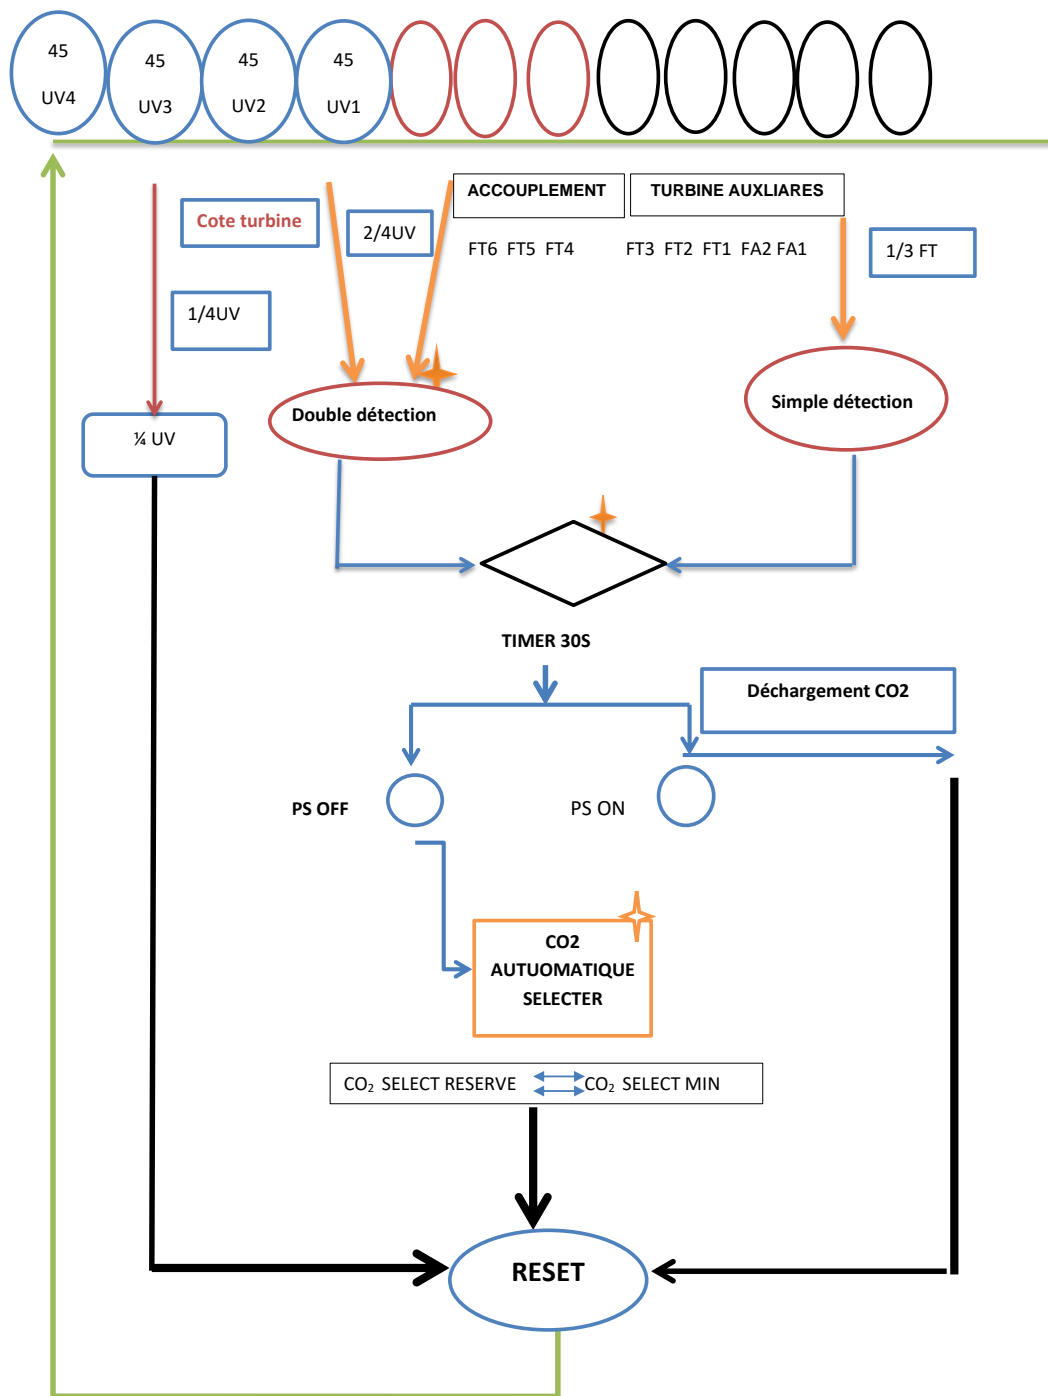 45 45 45 45
UV4 UV3 UV2 UV1
ACCOUPLEMENT TURBINE AUXLIARES
Cote turbine
2/4UV
FT6 FT5 FT4 FT3 FT2 FT1 FA2 FA1
1/3 FT
1/4UV
Double détection
Simple détection
¼ UV
TIMER 30S
Déchargement CO2
PS OFF
PS ON
CO2
AUTUOMATIQUE
SELECTER
CO₂ SELECT RESERVE CO₂ SELECT MIN
RESET